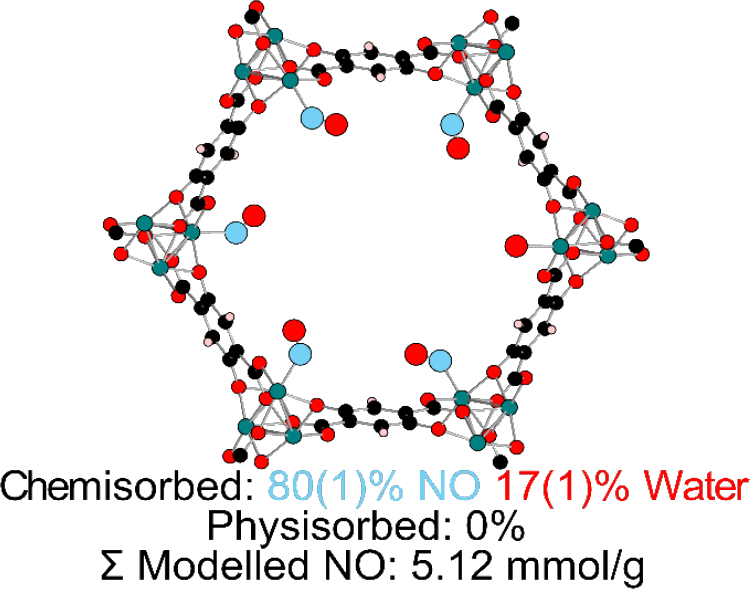 Chemisorbed: 80(1)% NO 17(1)% Water
Physisorbed: 0%
Σ Modelled NO: 5.12 mmol/g